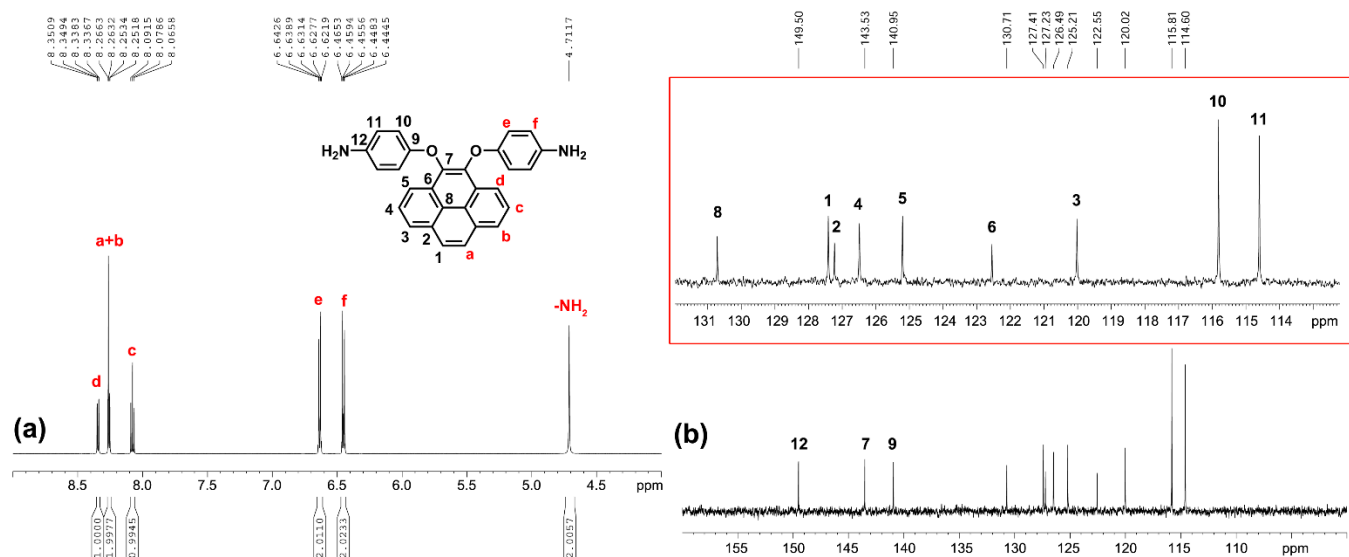 8.3509
8.3494
8.3383
8.3367
8.2663
8.2632
8.2534
8.2518
8.0915
8.0786
8.0658
6.6426
6.6389
6.6314
6.6277
6.6219
6.4653
6.4594
6.4556
6.4483
6.4445
4.7117
11 10 e f
12 9 O O
H₂N 7 NH₂
5 6 d
8
4 c
3 2 b
1 a
a+b
e f
-NH₂
c
d
(a)
8.5 8.0 7.5 7.0 6.5 6.0 5.5 5.0 4.5 ppm
1.0000
1.9977
0.9945
2.0110
2.0233
2.0057
149.50
143.53
140.95
130.71
127.41
127.23
126.49
125.21
122.55
120.02
115.81
114.60
10
11
8 1 2 4 5 6 3
131 130 129 128 127 126 125 124 123 122 121 120 119 118 117 116 115 114 ppm
(b)
12 7 9
155 150 145 140 135 130 125 120 ppm